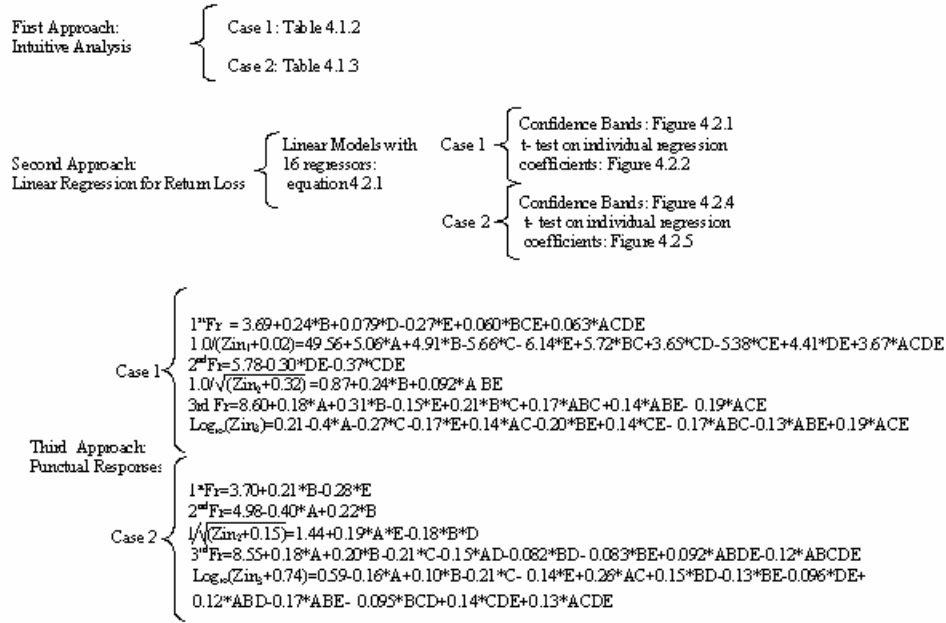 First Approach:
Intuitive Analysis
Case 1: Table 4.1.2
Case 2: Table 4.1.3
Second Approach:
Linear Regression for Return Loss
Linear Models with
16 regressors:
equation 4.2.1
Case 1
Confidence Bands: Figure 4.2.1
t- test on individual regression
coefficients: Figure 4.2.2
Case 2
Confidence Bands: Figure 4.2.4
t- test on individual regression
coefficients: Figure 4.2.5
Third Approach:
Punctual Responses
Case 1
1ˢᵗFr = 3.69+0.24*B+0.079*D-0.27*E+0.060*BCE+0.063*ACDE
1.0/(Zin₁+0.02)=49.56+5.06*A+4.91*B-5.66*C- 6.14*E+5.72*BC+3.65*CD-5.38*CE+4.41*DE+3.67*ACDE
2ⁿᵈFr=5.78-0.30*DE-0.37*CDE
1.0/√(Zin₂+0.32) =0.87+0.24*B+0.092*A BE
3rd Fr=8.60+0.18*A+0.31*B-0.15*E+0.21*B*C+0.17*ABC+0.14*ABE- 0.19*ACE
Log₁₀(Zin₃)=0.21-0.4*A-0.27*C-0.17*E+0.14*AC-0.20*BE+0.14*CE- 0.17*ABC-0.13*ABE+0.19*ACE
Case 2
1ˢᵗFr=3.70+0.21*B-0.28*E
2ⁿᵈFr=4.98-0.40*A+0.22*B
1/√(Zin₂+0.15)=1.44+0.19*A*E-0.18*B*D
3ʳᵈFr=8.55+0.18*A+0.20*B-0.21*C-0.15*AD-0.082*BD- 0.083*BE+0.092*ABDE-0.12*ABCDE
Log₁₀(Zin₃+0.74)=0.59-0.16*A+0.10*B-0.21*C- 0.14*E+0.26*AC+0.15*BD-0.13*BE-0.096*DE+
0.12*ABD-0.17*ABE- 0.095*BCD+0.14*CDE+0.13*ACDE